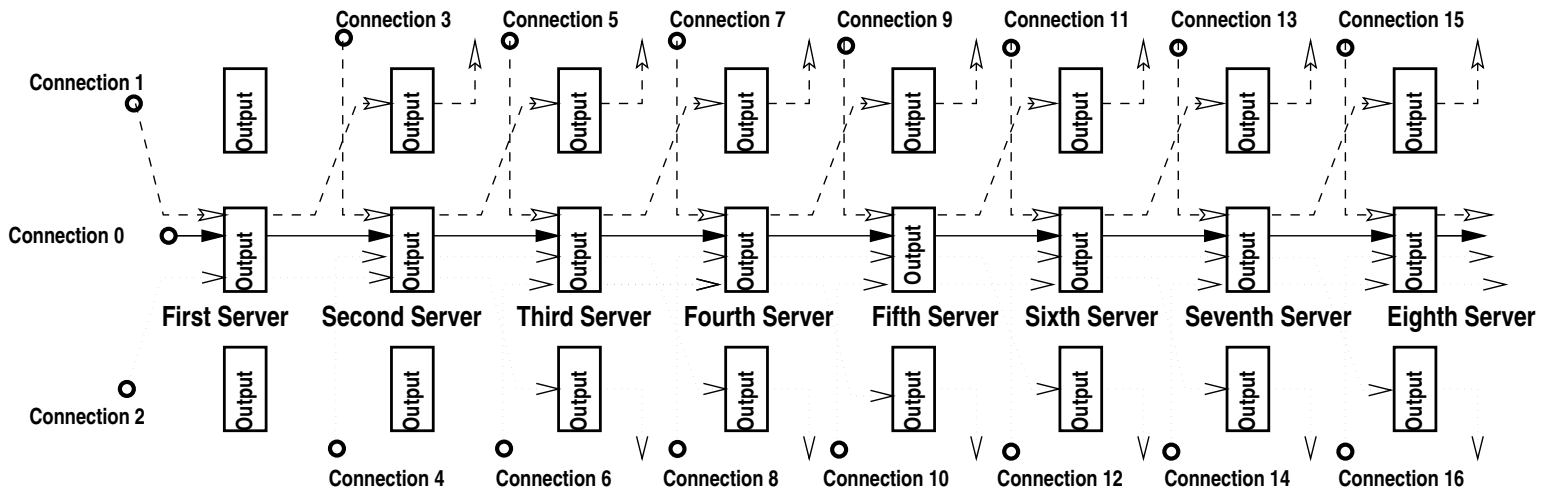 Connection 3 Connection 5 Connection 7 Connection 9 Connection 11 Connection 13 Connection 15
Connection 1
Output Output Output Output Output Output Output Output
Connection 0
Output Output Output Output Output Output Output Output
First Server Second Server Third Server Fourth Server Fifth Server Sixth Server Seventh Server Eighth Server
Output Output Output Output Output Output Output Output
Connection 2
Connection 4 Connection 6 Connection 8 Connection 10 Connection 12 Connection 14 Connection 16